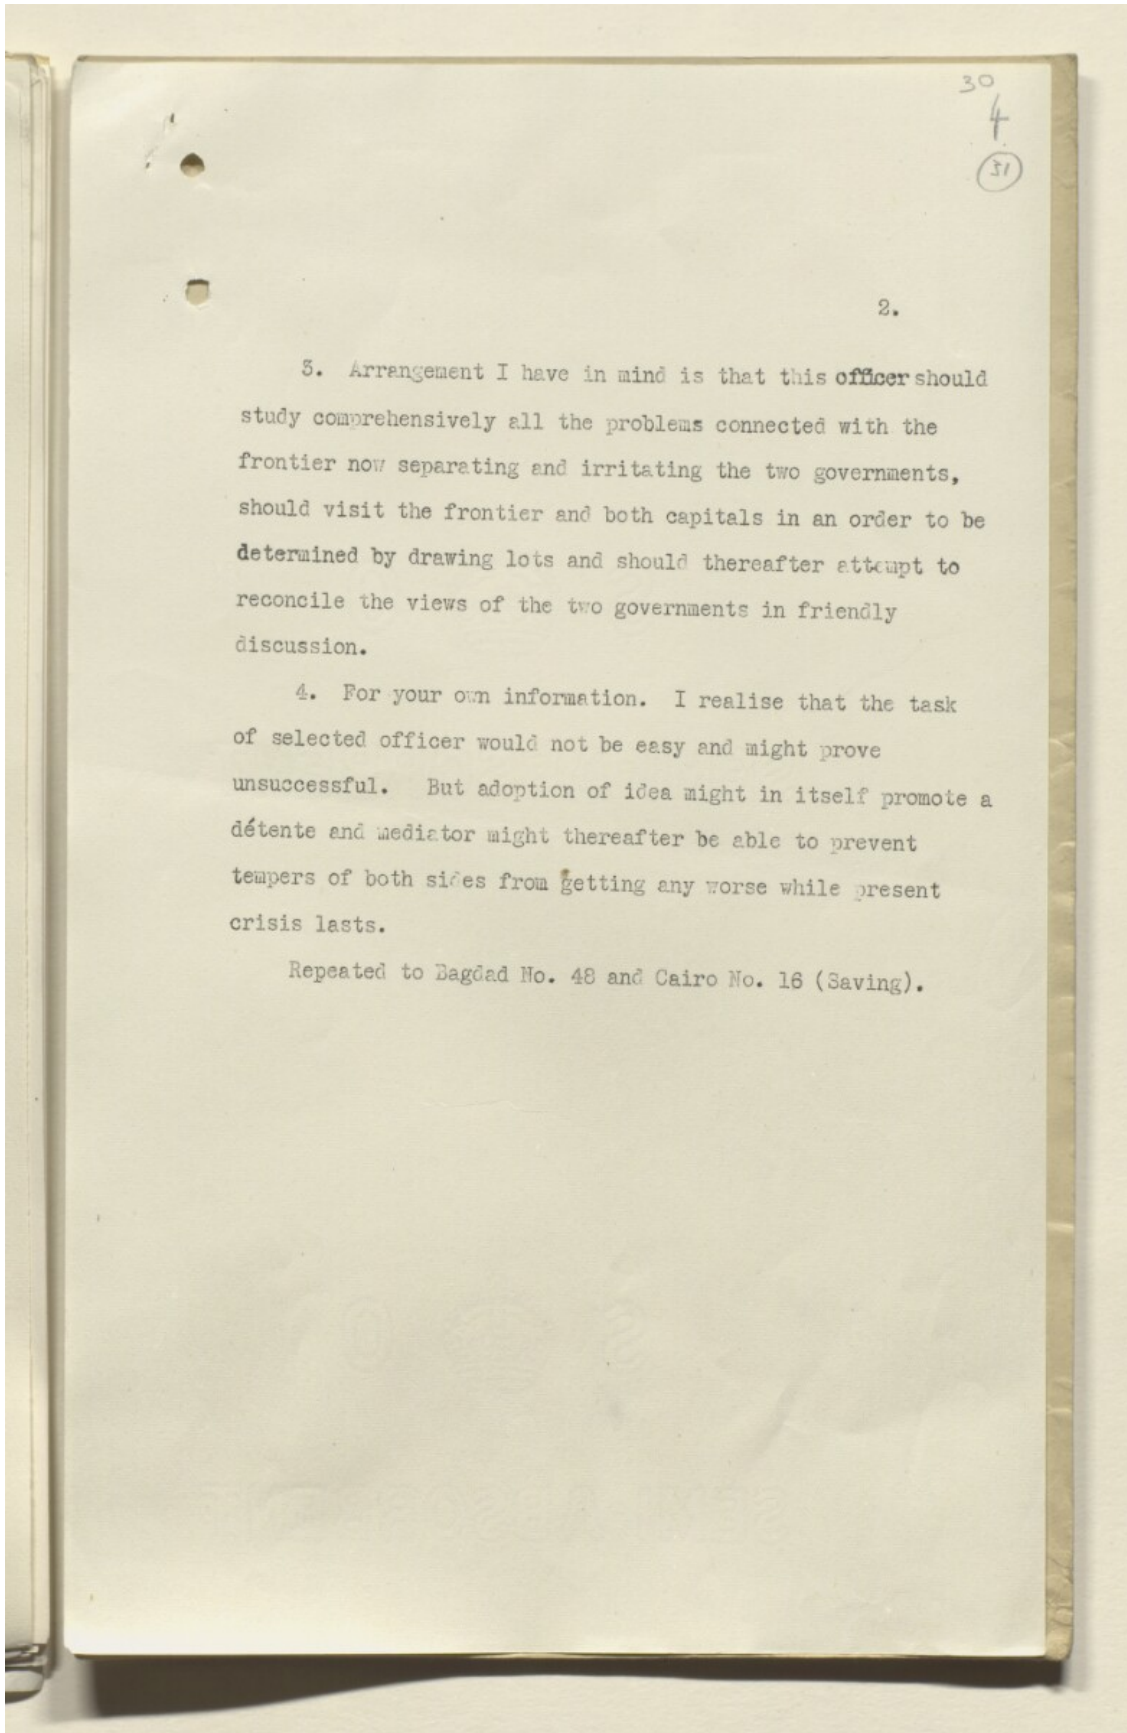 30
4
31
2.
3. Arrangement I have in mind is that this officer should
study comprehensively all the problems connected with the
frontier now separating and irritating the two governments,
should visit the frontier and both capitals in an order to be
determined by drawing lots and should thereafter attempt to
reconcile the views of the two governments in friendly
discussion.
4. For your own information. I realise that the task
of selected officer would not be easy and might prove
unsuccessful. But adoption of idea might in itself promote a
détente and mediator might thereafter be able to prevent
tempers of both sides from getting any worse while present
crisis lasts.
Repeated to Bagdad No. 48 and Cairo No. 16 (Saving).